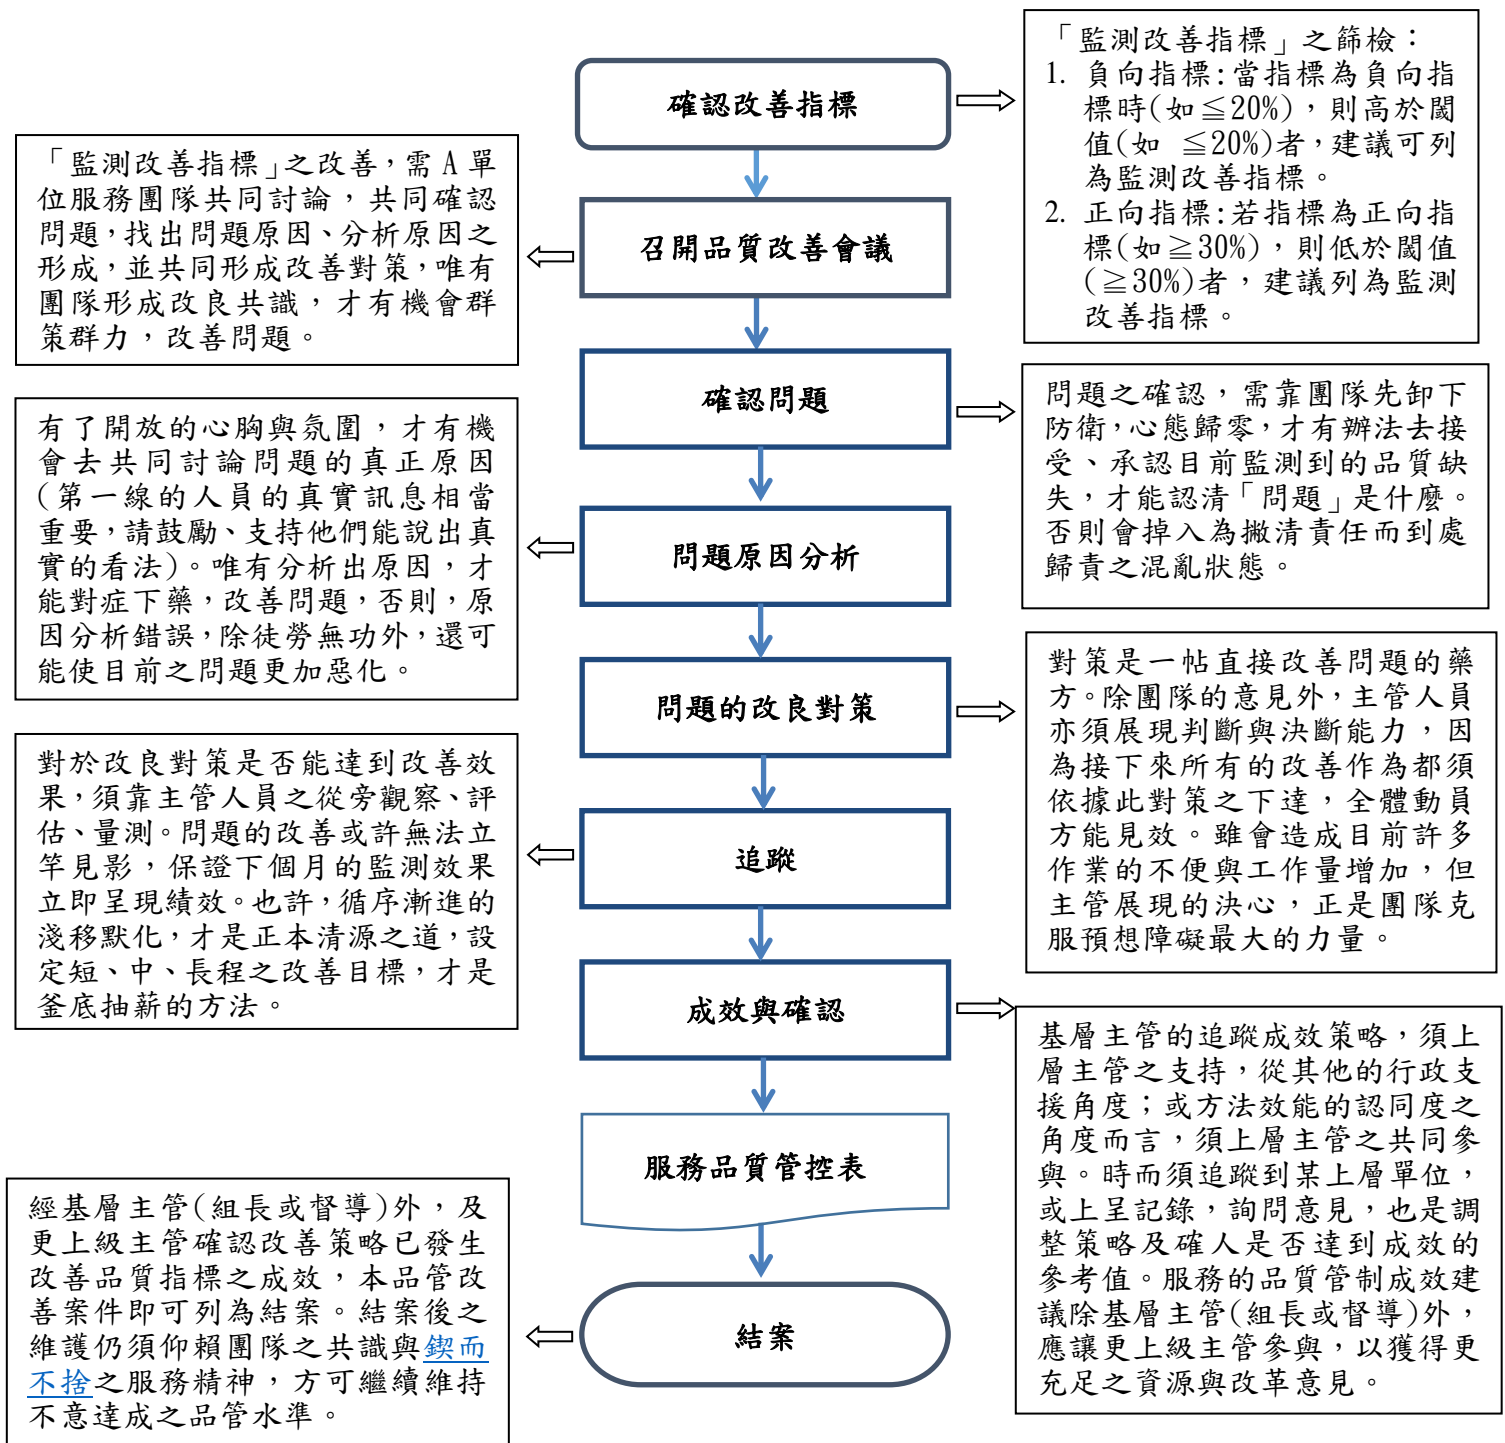 確認改善指標
「監測改善指標」之篩檢：
1. 負向指標:當指標為負向指
標時(如≦20%)，則高於閾
值(如 ≦20%)者，建議可列
為監測改善指標。
2. 正向指標:若指標為正向指
標(如≧30%)，則低於閾值
(≧30%)者，建議列為監測
改善指標。
召開品質改善會議
「監測改善指標」之改善，需 A 單
位服務團隊共同討論，共同確認
問題，找出問題原因、分析原因之
形成，並共同形成改善對策，唯有
團隊形成改良共識，才有機會群
策群力，改善問題。
確認問題
問題之確認，需靠團隊先卸下
防衛，心態歸零，才有辦法去接
受、承認目前監測到的品質缺
失，才能認清「問題」是什麼。
否則會掉入為撇清責任而到處
歸責之混亂狀態。
問題原因分析
有了開放的心胸與氛圍，才有機
會去共同討論問題的真正原因
(第一線的人員的真實訊息相當
重要，請鼓勵、支持他們能說出真
實的看法)。唯有分析出原因，才
能對症下藥，改善問題，否則，原
因分析錯誤，除徒勞無功外，還可
能使目前之問題更加惡化。
問題的改良對策
對策是一帖直接改善問題的藥
方。除團隊的意見外，主管人員
亦須展現判斷與決斷能力，因
為接下來所有的改善作為都須
依據此對策之下達，全體動員
方能見效。雖會造成目前許多
作業的不便與工作量增加，但
主管展現的決心，正是團隊克
服預想障礙最大的力量。
追蹤
對於改良對策是否能達到改善效
果，須靠主管人員之從旁觀察、評
估、量測。問題的改善或許無法立
竿見影，保證下個月的監測效果
立即呈現績效。也許，循序漸進的
淺移默化，才是正本清源之道，設
定短、中、長程之改善目標，才是
釜底抽薪的方法。
成效與確認
基層主管的追蹤成效策略，須上
層主管之支持，從其他的行政支
援角度；或方法效能的認同度之
角度而言，須上層主管之共同參
與。時而須追蹤到某上層單位，
或上呈記錄，詢問意見，也是調
整策略及確人是否達到成效的
參考值。服務的品質管制成效建
議除基層主管(組長或督導)外，
應讓更上級主管參與，以獲得更
充足之資源與改革意見。
服務品質管控表
結案
經基層主管(組長或督導)外，及
更上級主管確認改善策略已發生
改善品質指標之成效，本品管改
善案件即可列為結案。結案後之
維護仍須仰賴團隊之共識與鍥而
不捨之服務精神，方可繼續維持
不意達成之品管水準。